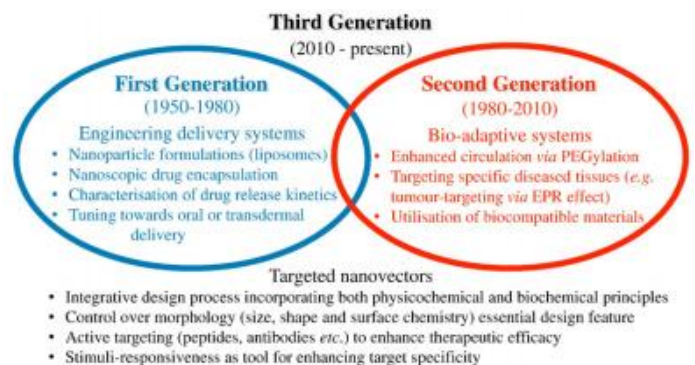 Third Generation
(2010 - present)
First Generation
(1950-1980)
Engineering delivery systems
• Nanoparticle formulations (liposomes)
• Nanoscopic drug encapsulation
• Characterisation of drug release kinetics
• Tuning towards oral or transdermal
delivery
Second Generation
(1980-2010)
Bio-adaptive systems
• Enhanced circulation via PEGylation
• Targeting specific diseased tissues (e.g.
tumour-targeting via EPR effect)
• Utilisation of biocompatible materials
Targeted nanovectors
• Integrative design process incorporating both physicochemical and biochemical principles
• Control over morphology (size, shape and surface chemistry) essential design feature
• Active targeting (peptides, antibodies etc.) to enhance therapeutic efficacy
• Stimuli-responsiveness as tool for enhancing target specificity